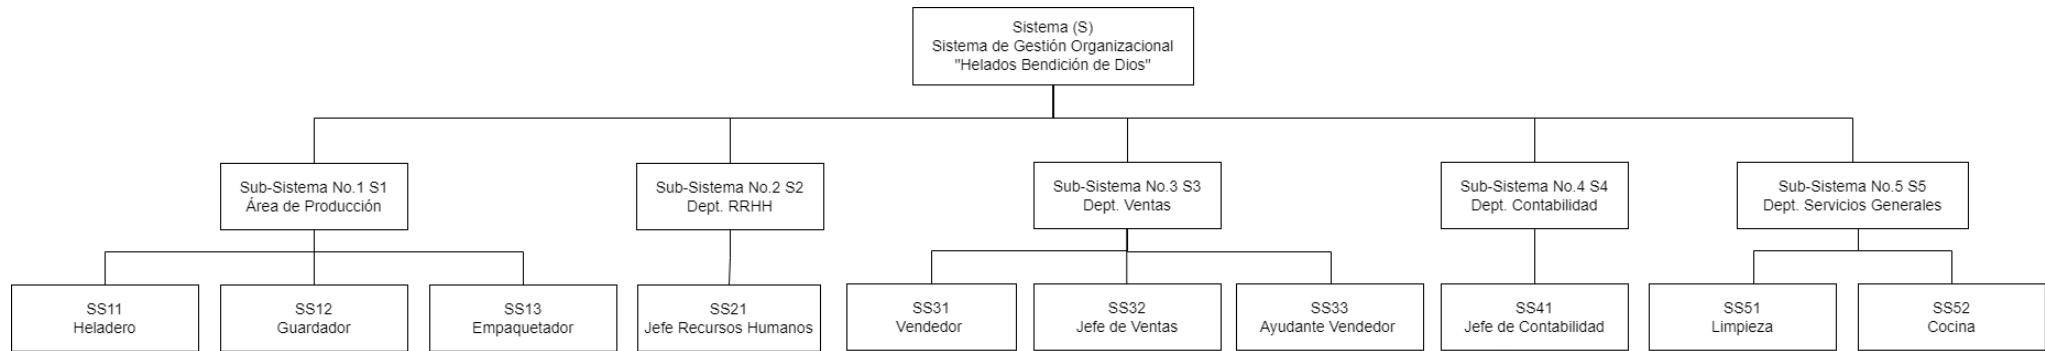 Sistema (S)
Sistema de Gestión Organizacional
"Helados Bendición de Dios"
Sub-Sistema No.1 S1
Área de Producción
Sub-Sistema No.2 S2
Dept. RRHH
Sub-Sistema No.3 S3
Dept. Ventas
Sub-Sistema No.4 S4
Dept. Contabilidad
Sub-Sistema No.5 S5
Dept. Servicios Generales
SS11
Heladero
SS12
Guardador
SS13
Empaquetador
SS21
Jefe Recursos Humanos
SS31
Vendedor
SS32
Jefe de Ventas
SS33
Ayudante Vendedor
SS41
Jefe de Contabilidad
SS51
Limpieza
SS52
Cocina